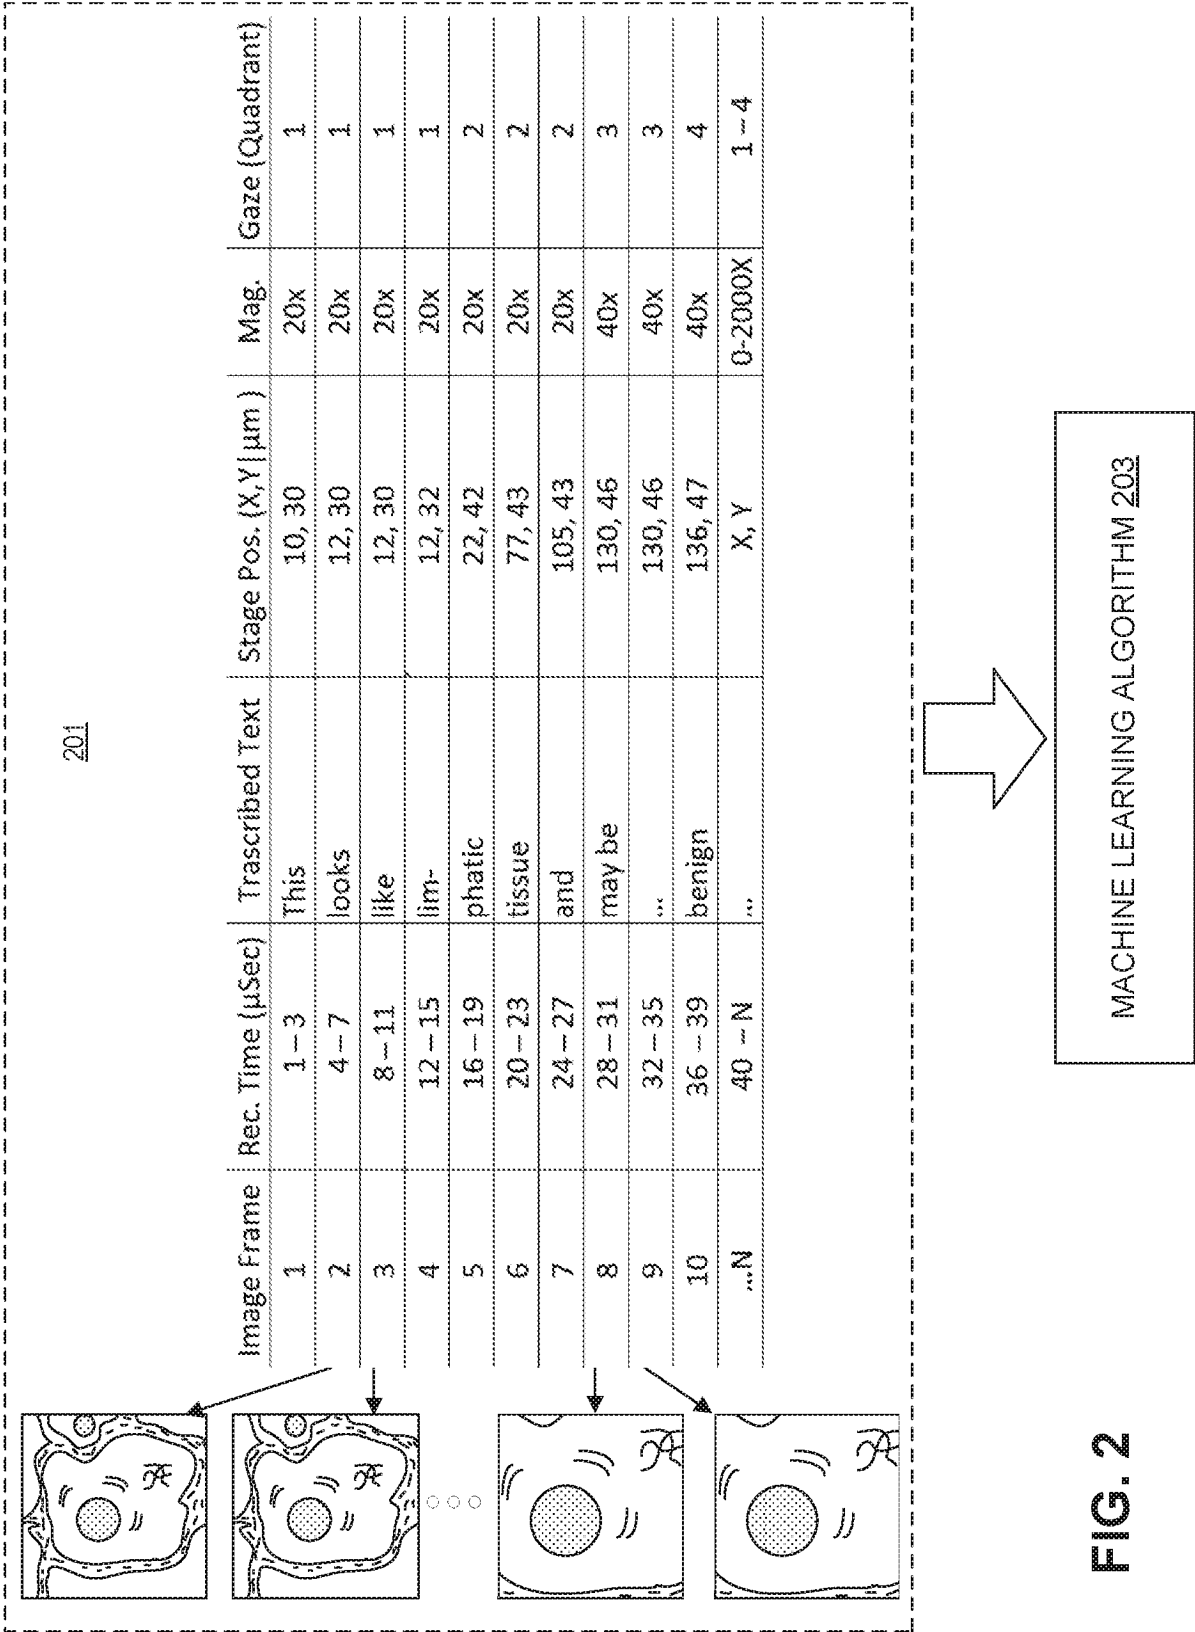 201
Image Frame Rec. Time (µSec) Trascribed Text Stage Pos. (X,Y|µm ) Mag. Gaze (Quadrant)
1 1 – 3 This 10, 30 20x 1
2 4 – 7 looks 12, 30 20x 1
3 8 – 11 like 12, 30 20x 1
4 12 – 15 lim- 12, 32 20x 1
5 16 – 19 phatic 22, 42 20x 2
6 20 – 23 tissue 77, 43 20x 2
7 24 – 27 and 105, 43 20x 2
8 28 – 31 may be 130, 46 40x 3
9 32 – 35 ... 130, 46 40x 3
10 36 – 39 benign 136, 47 40x 4
...N 40 – N ... X, Y 0-2000X 1 – 4
MACHINE LEARNING ALGORITHM 203
FIG. 2